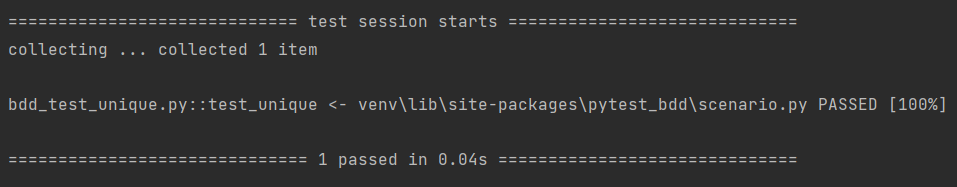 ============================= test session starts =============================
collecting ... collected 1 item
bdd_test_unique.py::test_unique <- venv\lib\site-packages\pytest_bdd\scenario.py PASSED [100%]
============================== 1 passed in 0.04s ==============================